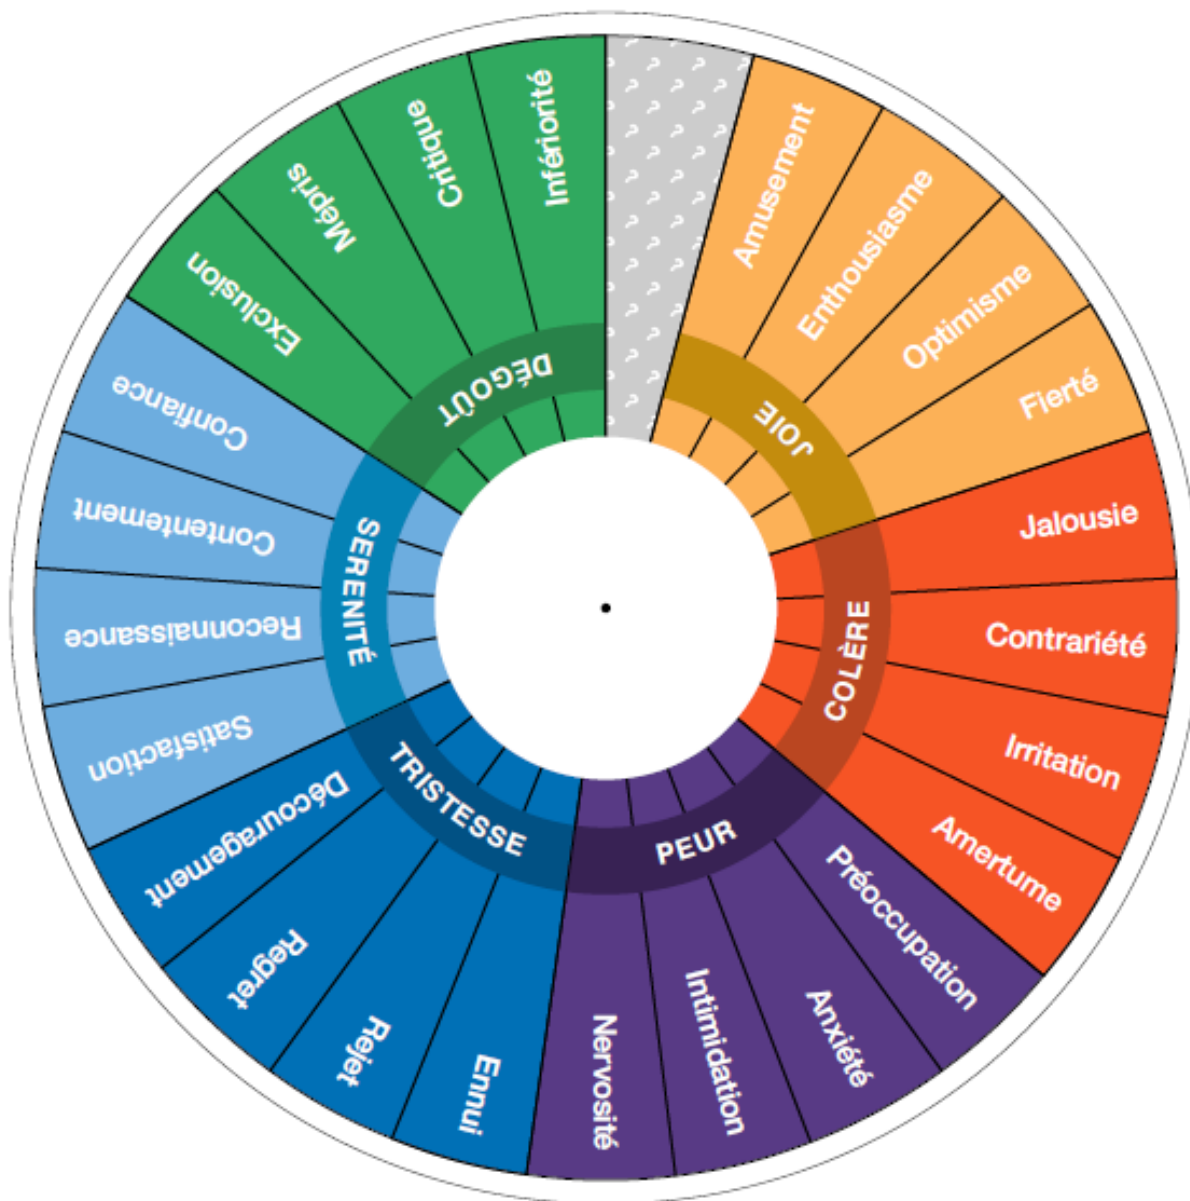 ?
JOIE
Amusement
Enthousiasme
Optimisme
Fierté
COLÈRE
Jalousie
Contrariété
Irritation
Amertume
PEUR
Préoccupation
Anxiété
Intimidation
Nervosité
TRISTESSE
Ennui
Rejet
Regret
Découragement
SERENITÉ
Satisfaction
Reconnaissance
Contentement
Confiance
DÉGOÛT
Exclusion
Mépris
Critique
Infériorité